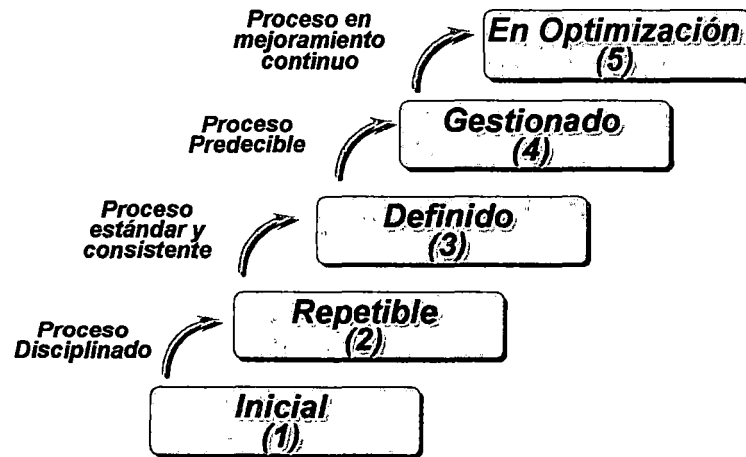 Proceso en
mejoramiento
continuo
En Optimización
(5)
Proceso
Predecible
Gestionado
(4)
Proceso
estándar y
consistente
Definido
(3)
Proceso
Disciplinado
Repetible
(2)
Inicial
(1)